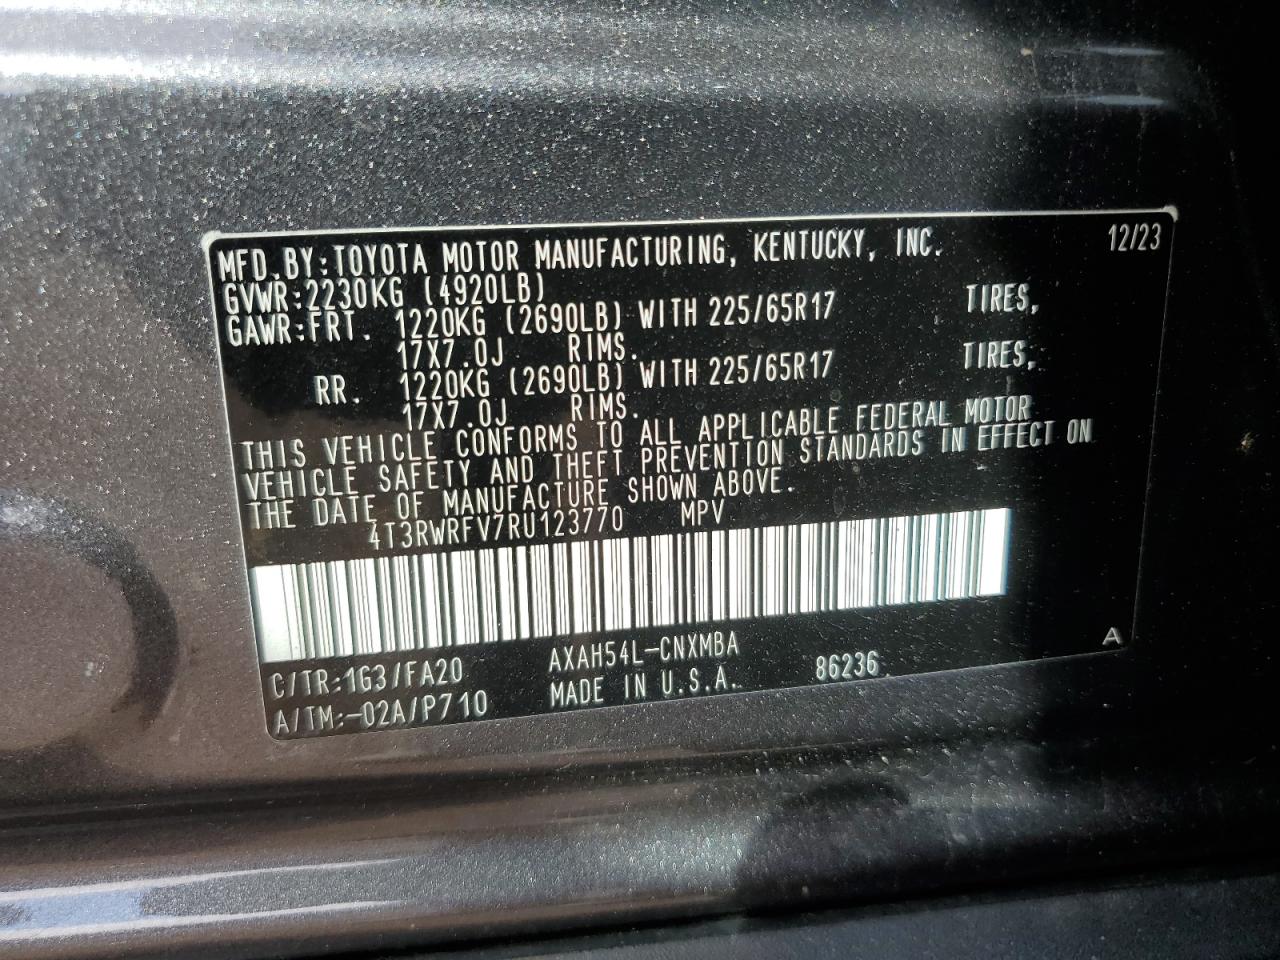 MFD.BY:TOYOTA MOTOR MANUFACTURING, KENTUCKY, INC. 12/23
GVWR:2230KG (4920LB)
GAWR:FRT. 1220KG (2690LB) WITH 225/65R17 TIRES,
17X7.0J RIMS.
RR. 1220KG (2690LB) WITH 225/65R17 TIRES,
17X7.0J RIMS.
THIS VEHICLE CONFORMS TO ALL APPLICABLE FEDERAL MOTOR
VEHICLE SAFETY AND THEFT PREVENTION STANDARDS IN EFFECT ON
THE DATE OF MANUFACTURE SHOWN ABOVE.
4T3RWRFV7RU123770 MPV
C/TR:1G3/FA20 AXAH54L-CNXMBA A
A/TM:-02A/P710 MADE IN U.S.A. 86236